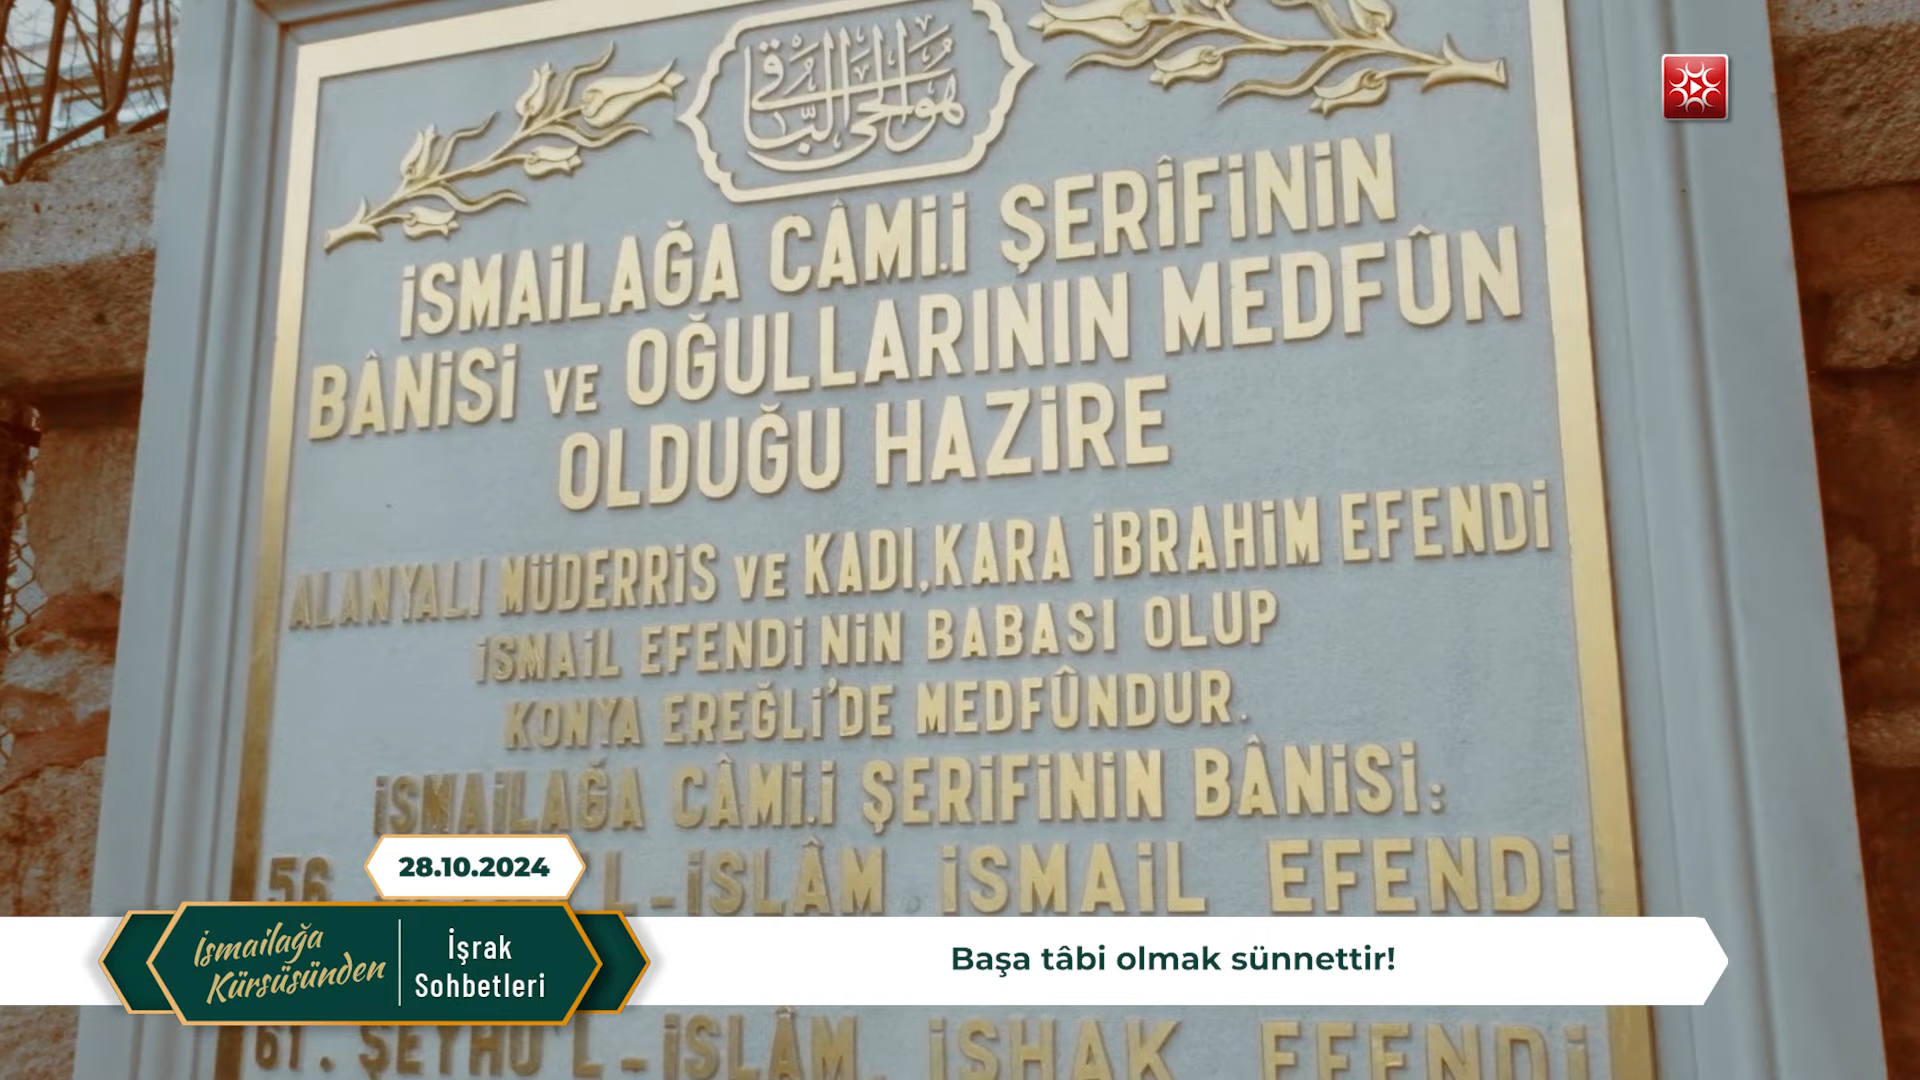 هو الحي الباقي
İSMAİLAĞA CÂMİ.İ ŞERİFİNİN
BÂNİSİ VE OĞULLARININ MEDFÛN
OLDUĞU HAZİRE
ALANYALI MÜDERRİS VE KADI, KARA İBRAHİM EFENDİ
İSMAİL EFENDİ NİN BABASI OLUP
KONYA EREĞLİ'DE MEDFÛNDUR.
İSMAİLAĞA CÂMİ.İ ŞERİFİNİN BÂNİSİ:
56 L-İSLÂM İSMAİL EFENDİ
28.10.2024
İsmailağa
Kürsüsünden
İşrak
Sohbetleri
Başa tâbi olmak sünnettir!
61. ŞEYHÜ'L-İSLÂM. İSHAK EFENDİ